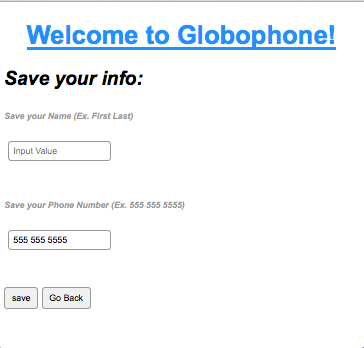 Welcome to Globophone!
Save your info:
Save your Name (Ex. First Last)
Input Value
Save your Phone Number (Ex. 555 555 5555)
555 555 5555
save Go Back